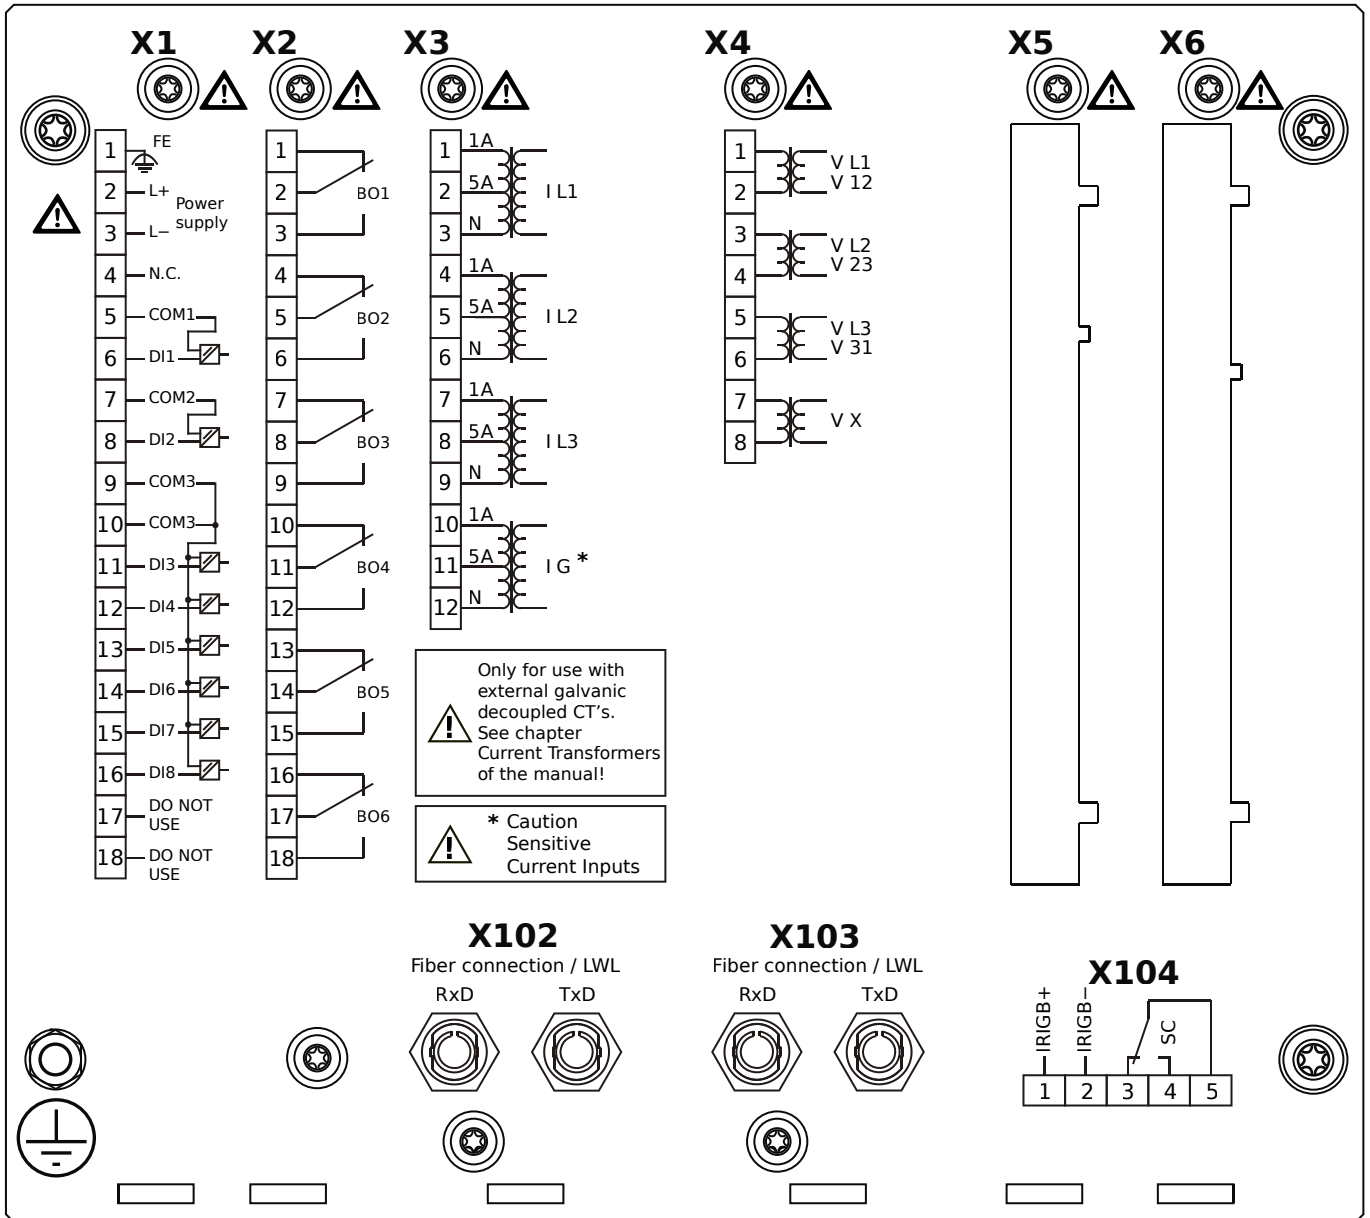 X1 X2 X3 X4 X5 X6
1 FE
2 L+
Power
supply
3 L−
4 N.C.
5 COM1
6 DI1
7 COM2
8 DI2
9 COM3
10 COM3
11 DI3
12 DI4
13 DI5
14 DI6
15 DI7
16 DI8
17 DO NOT
USE
18 DO NOT
USE
1
2 BO1
3
4
5 BO2
6
7
8 BO3
9
10
11 BO4
12
13
14 BO5
15
16
17 BO6
18
1 1A
2 5A I L1
3 N
4 1A
5 5A I L2
6 N
7 1A
8 5A I L3
9 N
10 1A
11 5A I G *
12 N
Only for use with
external galvanic
decoupled CT's.
See chapter
Current Transformers
of the manual!
* Caution
Sensitive
Current Inputs
1 V L1
2 V 12
3 V L2
4 V 23
5 V L3
6 V 31
7 V X
8
X102
Fiber connection / LWL
RxD TxD
X103
Fiber connection / LWL
RxD TxD
X104
IRIGB+ IRIGB− SC
1 2 3 4 5